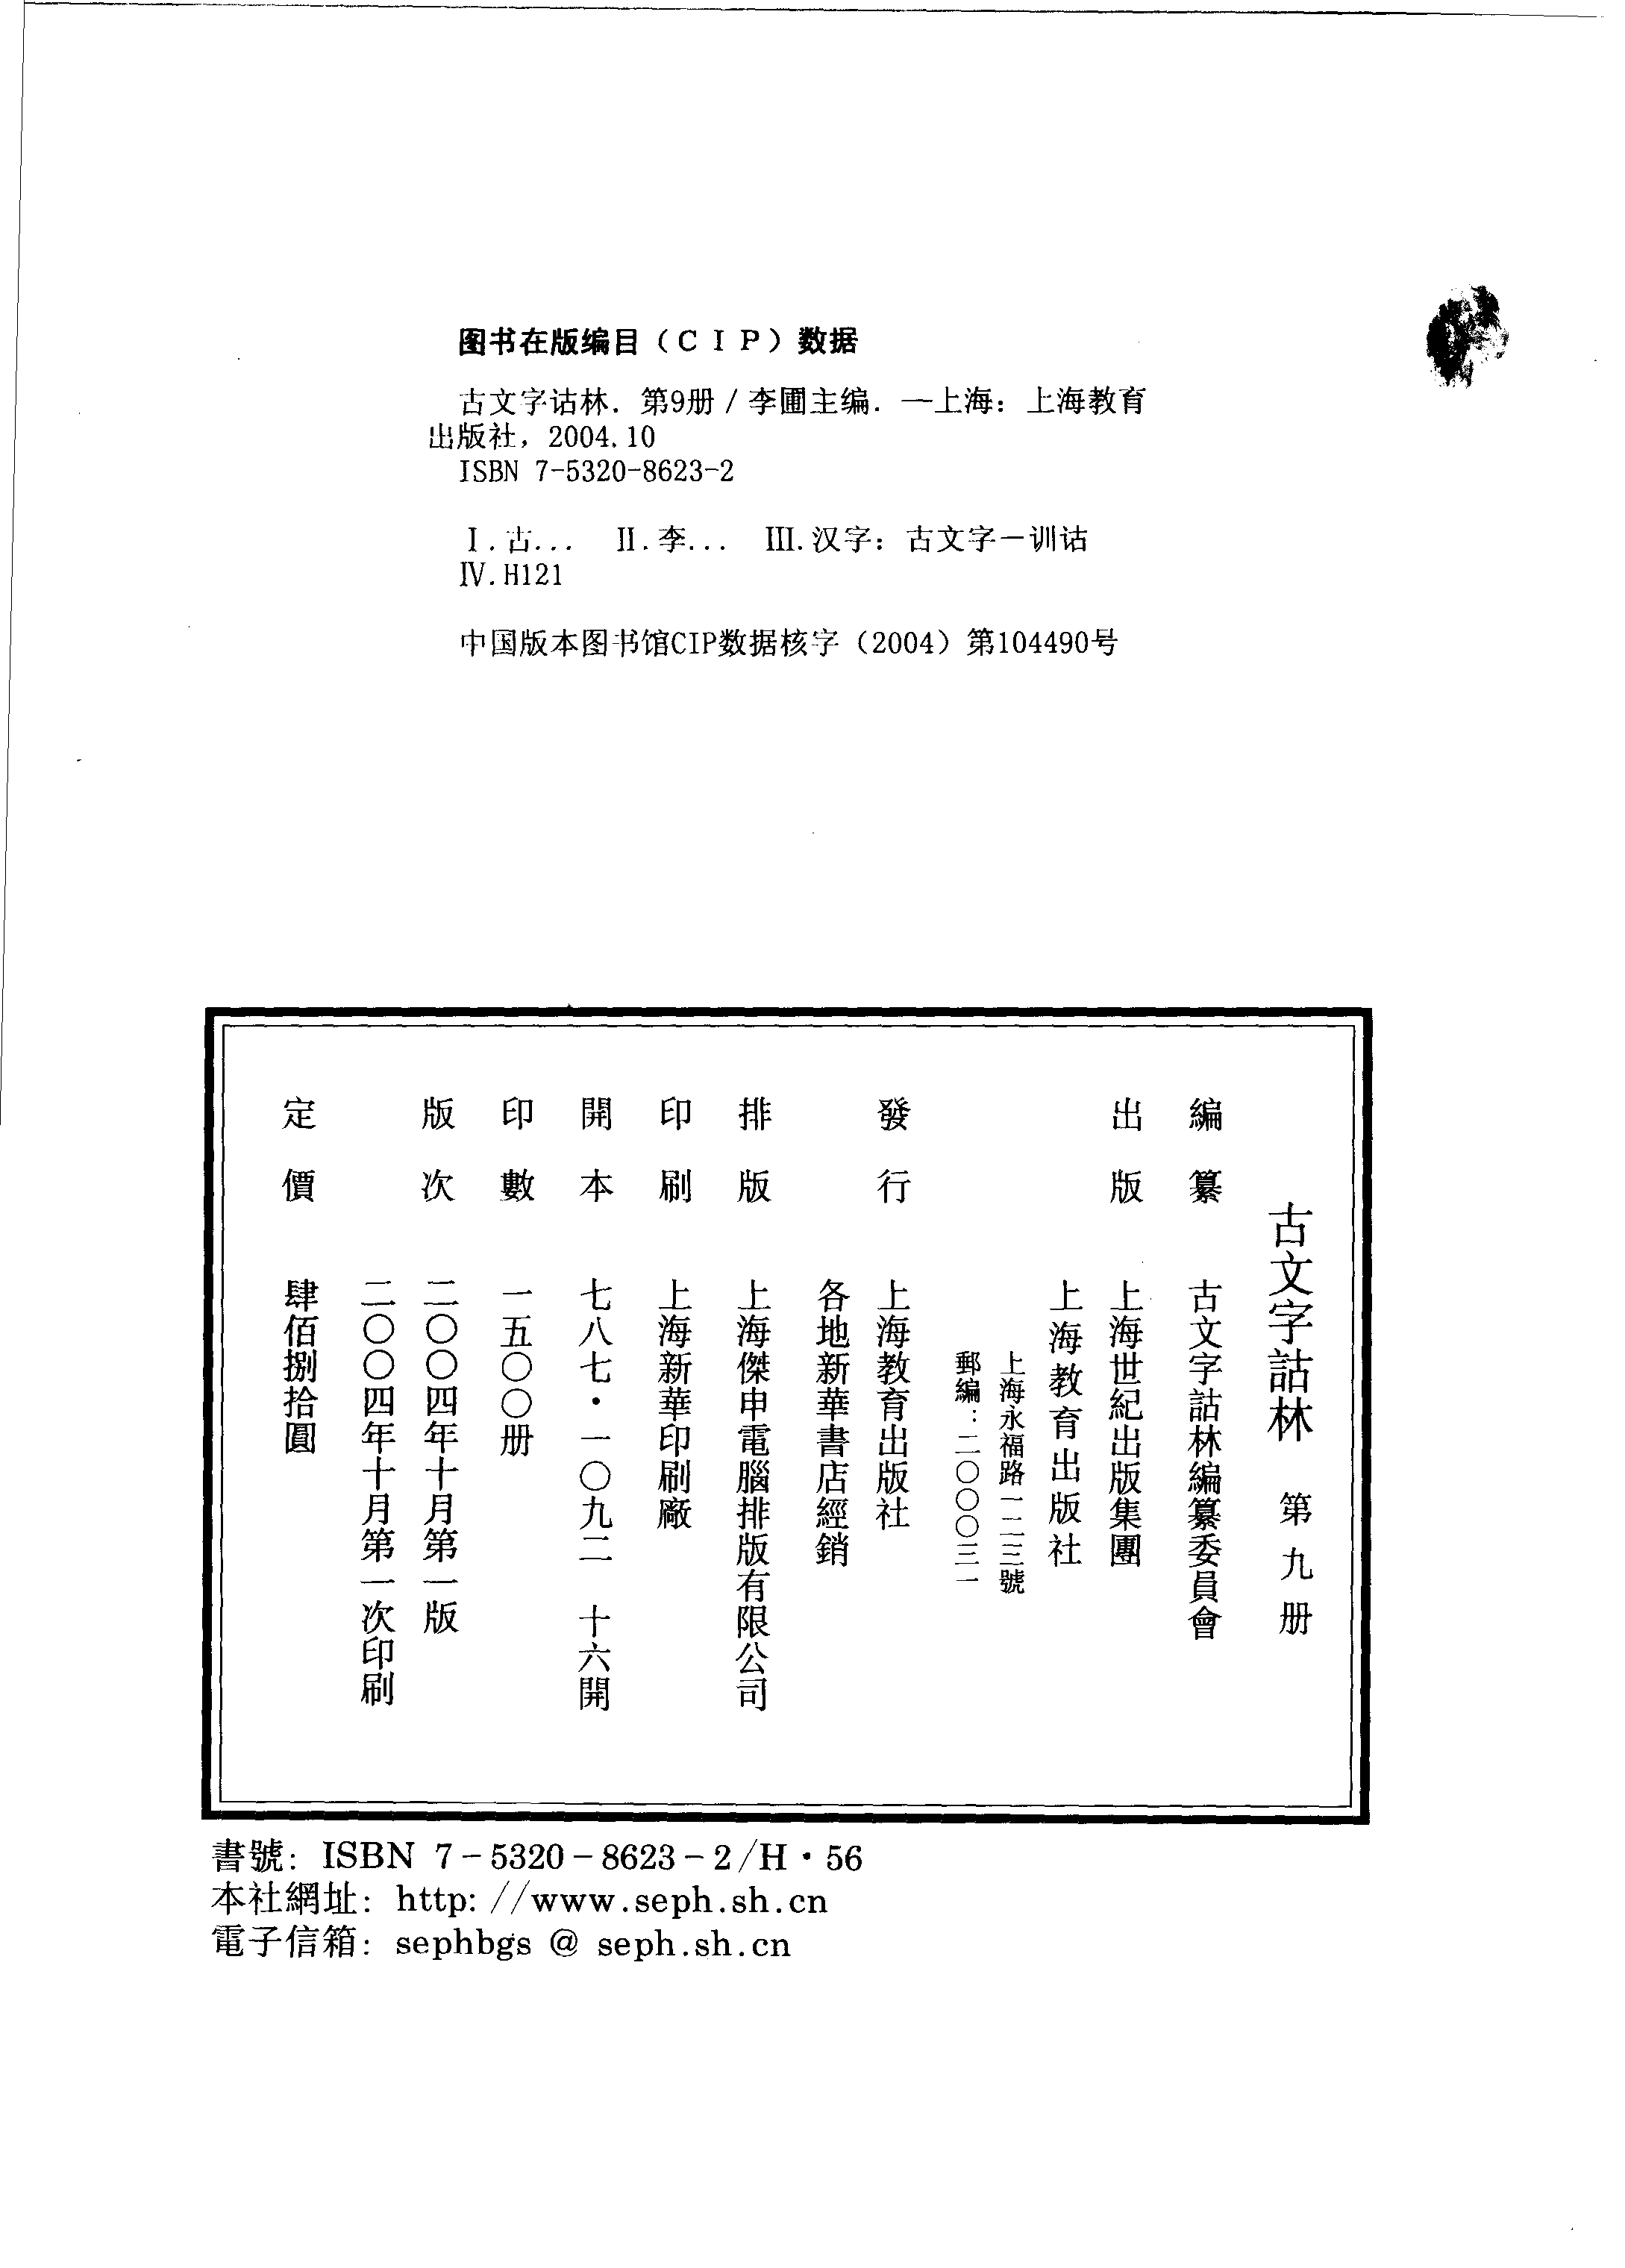 图书在版编目（ＣＩＰ）数据
古文字诂林．第9册 / 李圃主编．—上海：上海教育
出版社，2004.10
ISBN 7-5320-8623-2
Ⅰ.古... Ⅱ.李... Ⅲ.汉字：古文字－训诂
Ⅳ.H121
中国版本图书馆CIP数据核字（2004）第104490号
古文字詁林 第九册
編纂 古文字詁林編纂委員會
出版 上海世紀出版集團
上海教育出版社
上海永福路一二三號
郵編：二〇〇〇三一
發行 上海教育出版社
各地新華書店經銷
排版 上海傑申電腦排版有限公司
印刷 上海新華印刷廠
開本 七八七·一〇九二 十六開
印數 一五〇〇册
版次 二〇〇四年十月第一版
二〇〇四年十月第一次印刷
定價 肆佰捌拾圓
書號：ISBN 7－5320－8623－2/H·56
本社網址：http://www.seph.sh.cn
電子信箱：sephbgs @ seph.sh.cn